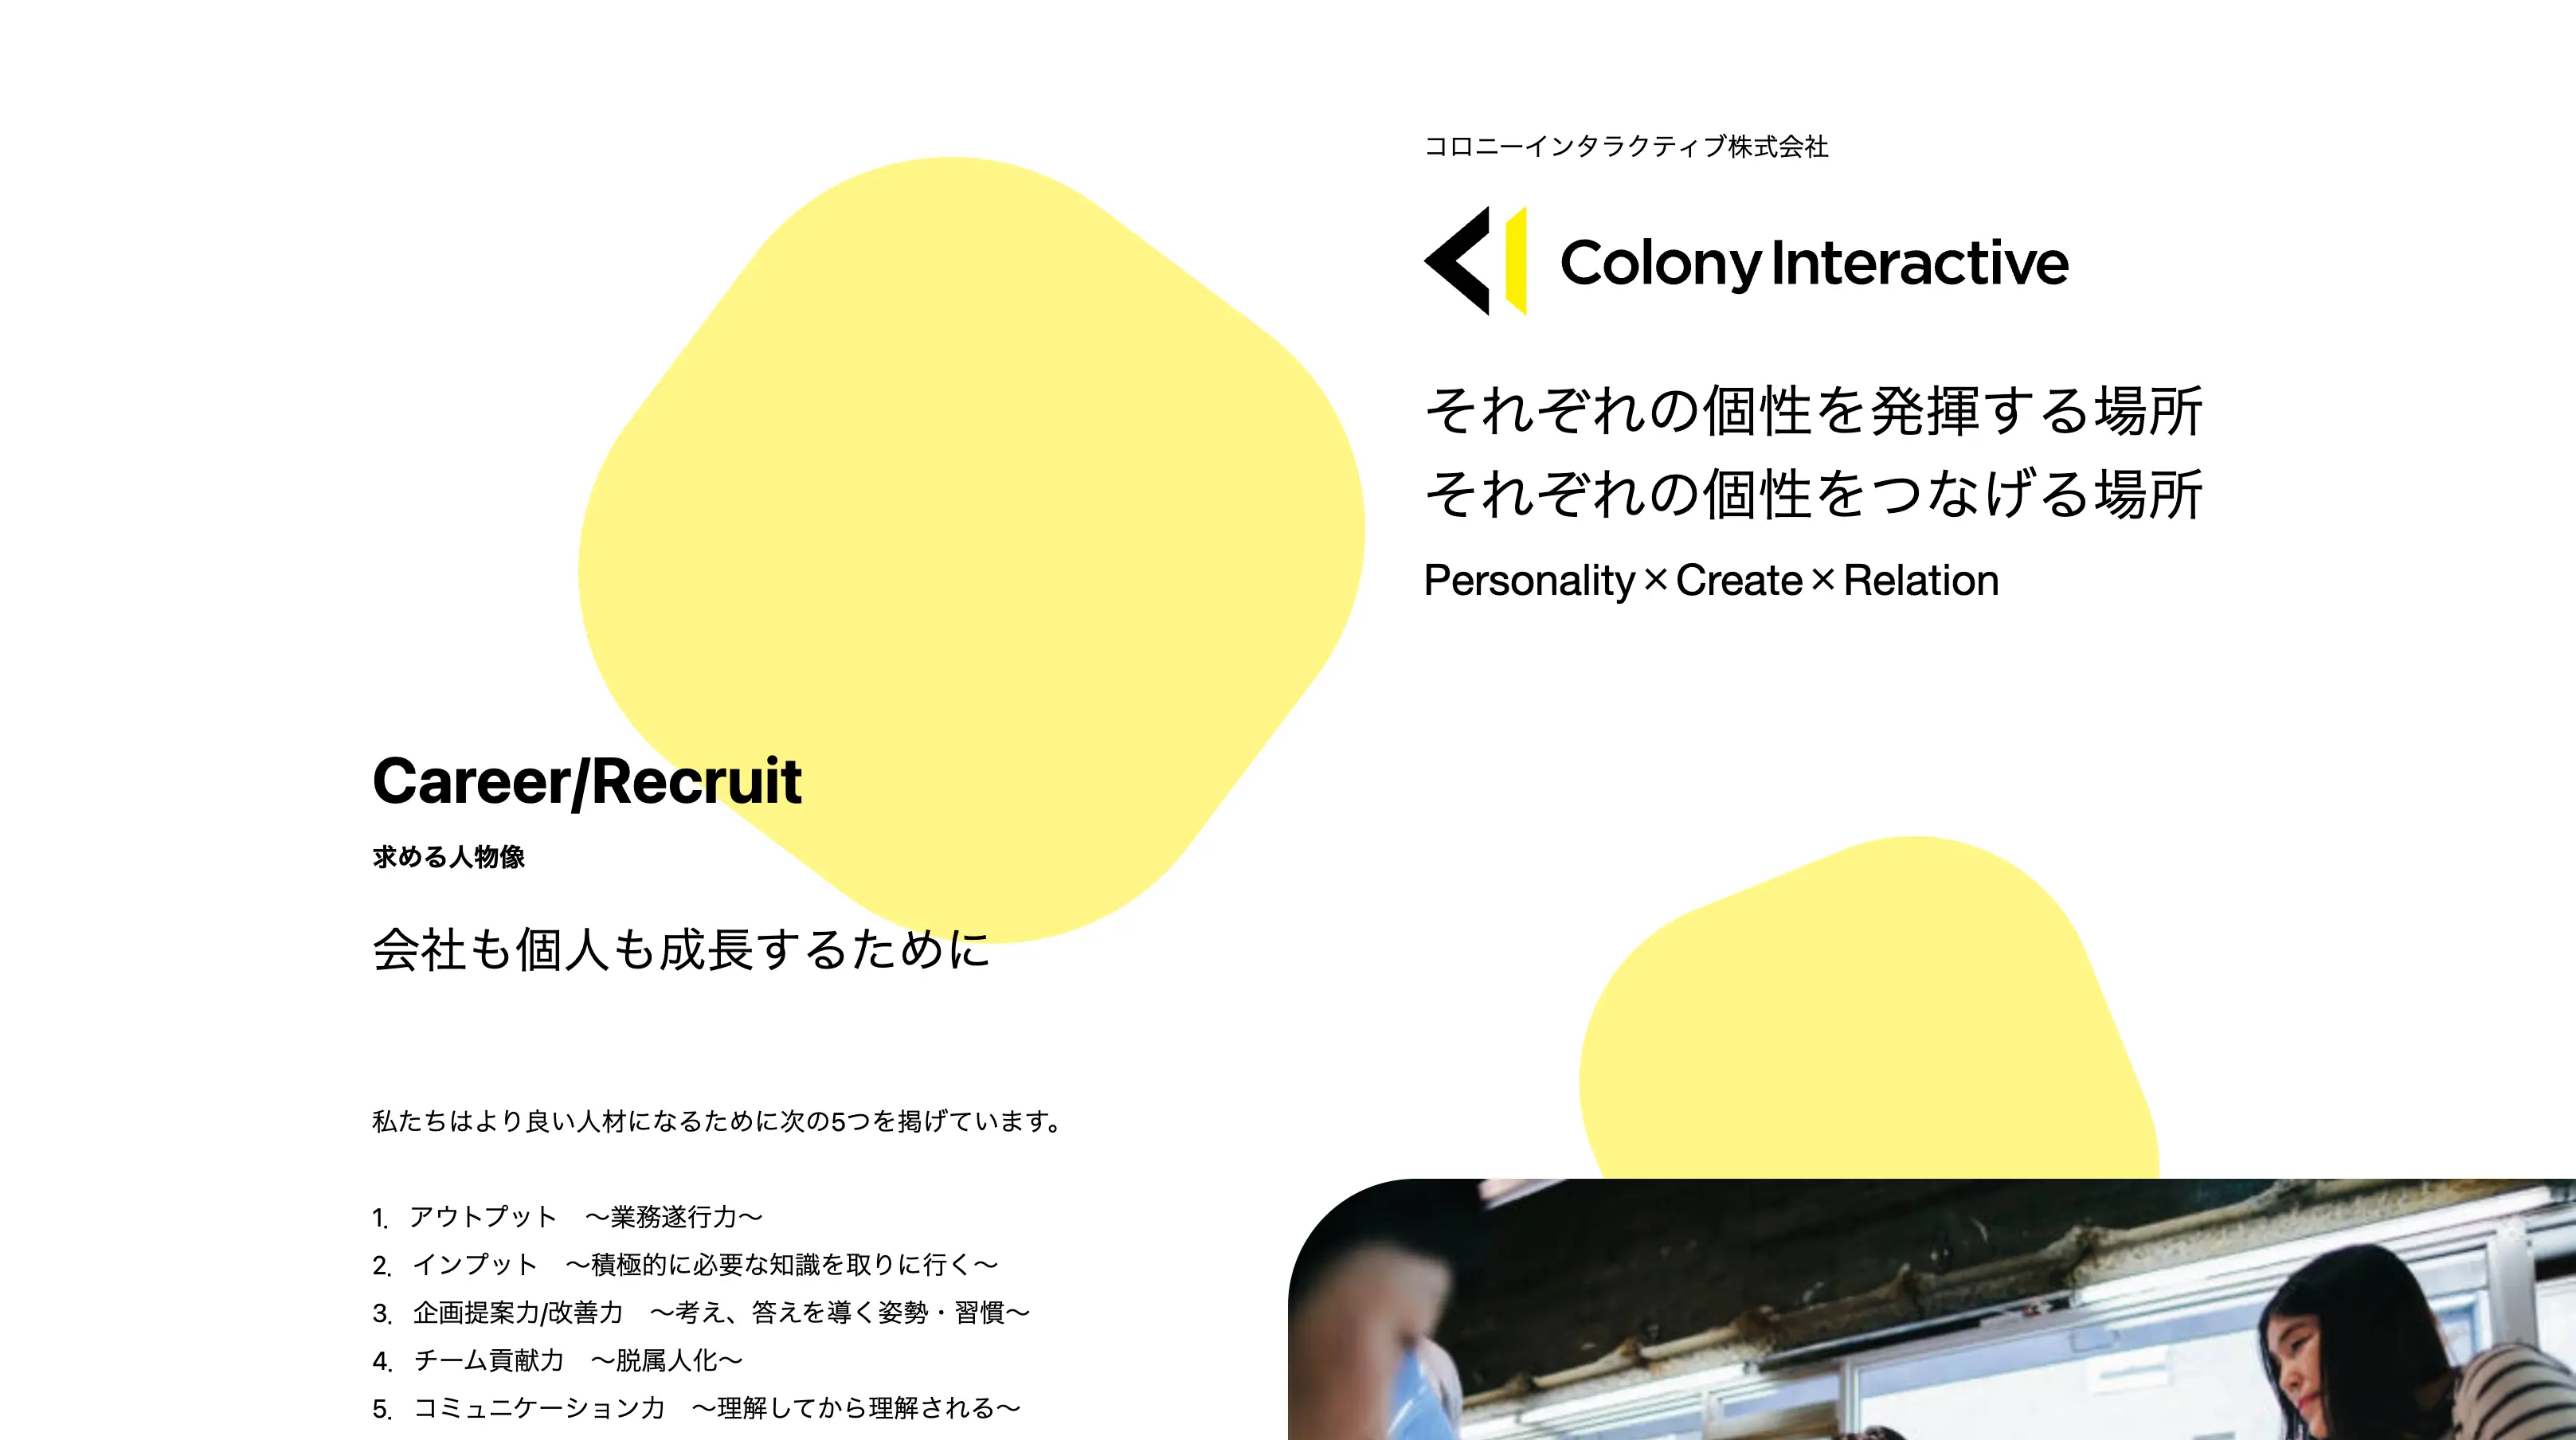 コロニーインタラクティブ株式会社
Colony Interactive
それぞれの個性を発揮する場所
それぞれの個性をつなげる場所
Personality×Create×Relation
Career/Recruit
求める人物像
会社も個人も成長するために
私たちはより良い人材になるために次の5つを掲げています。
1. アウトプット　〜業務遂行力〜
2. インプット　〜積極的に必要な知識を取りに行く〜
3. 企画提案力/改善力　〜考え、答えを導く姿勢・習慣〜
4. チーム貢献力　〜脱属人化〜
5. コミュニケーション力　〜理解してから理解される〜